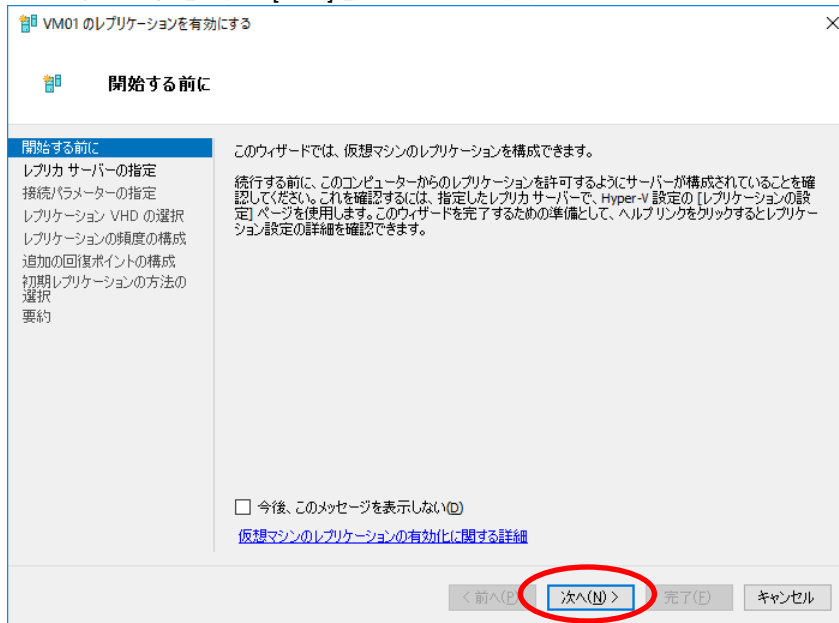 VM01 のレプリケーションを有効にする
開始する前に
開始する前に
レプリカ サーバーの指定
接続パラメーターの指定
レプリケーション VHD の選択
レプリケーションの頻度の構成
追加の回復ポイントの構成
初期レプリケーションの方法の
選択
要約
このウィザードでは、仮想マシンのレプリケーションを構成できます。
続行する前に、このコンピューターからのレプリケーションを許可するようにサーバーが構成されていることを確
認してください。これを確認するには、指定したレプリカ サーバーで、Hyper-V 設定の [レプリケーションの設
定] ページを使用します。このウィザードを完了するための準備として、ヘルプ リンクをクリックするとレプリケー
ション設定の詳細を確認できます。
今後、このメッセージを表示しない(D)
仮想マシンのレプリケーションの有効化に関する詳細
< 前へ(P) 次へ(N) > 完了(F) キャンセル